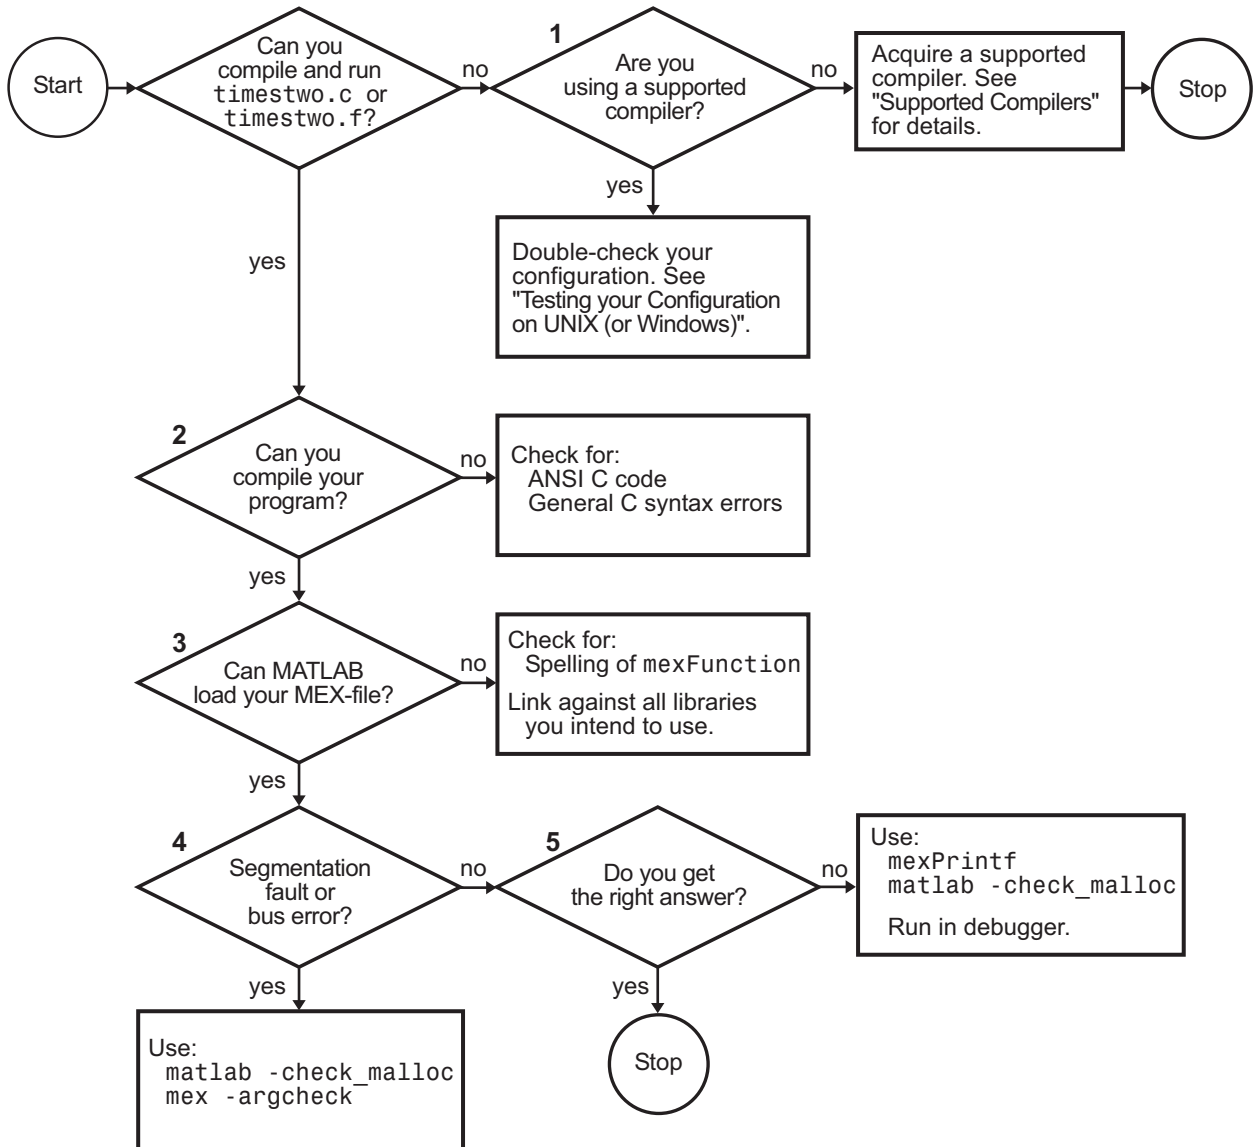 Start
Can you
compile and run
timestwo.c or
timestwo.f?
no
1
Are you
using a supported
compiler?
no
Acquire a supported
compiler. See
"Supported Compilers"
for details.
Stop
yes
yes
Double-check your
configuration. See
"Testing your Configuration
on UNIX (or Windows)".
2
Can you
compile your
program?
no
Check for:
ANSI C code
General C syntax errors
yes
3
Can MATLAB
load your MEX-file?
no
Check for:
Spelling of mexFunction
Link against all libraries
you intend to use.
yes
4
Segmentation
fault or
bus error?
no
5
Do you get
the right answer?
no
Use:
mexPrintf
matlab -check_malloc
Run in debugger.
yes
yes
Use:
matlab -check_malloc
mex -argcheck
Stop